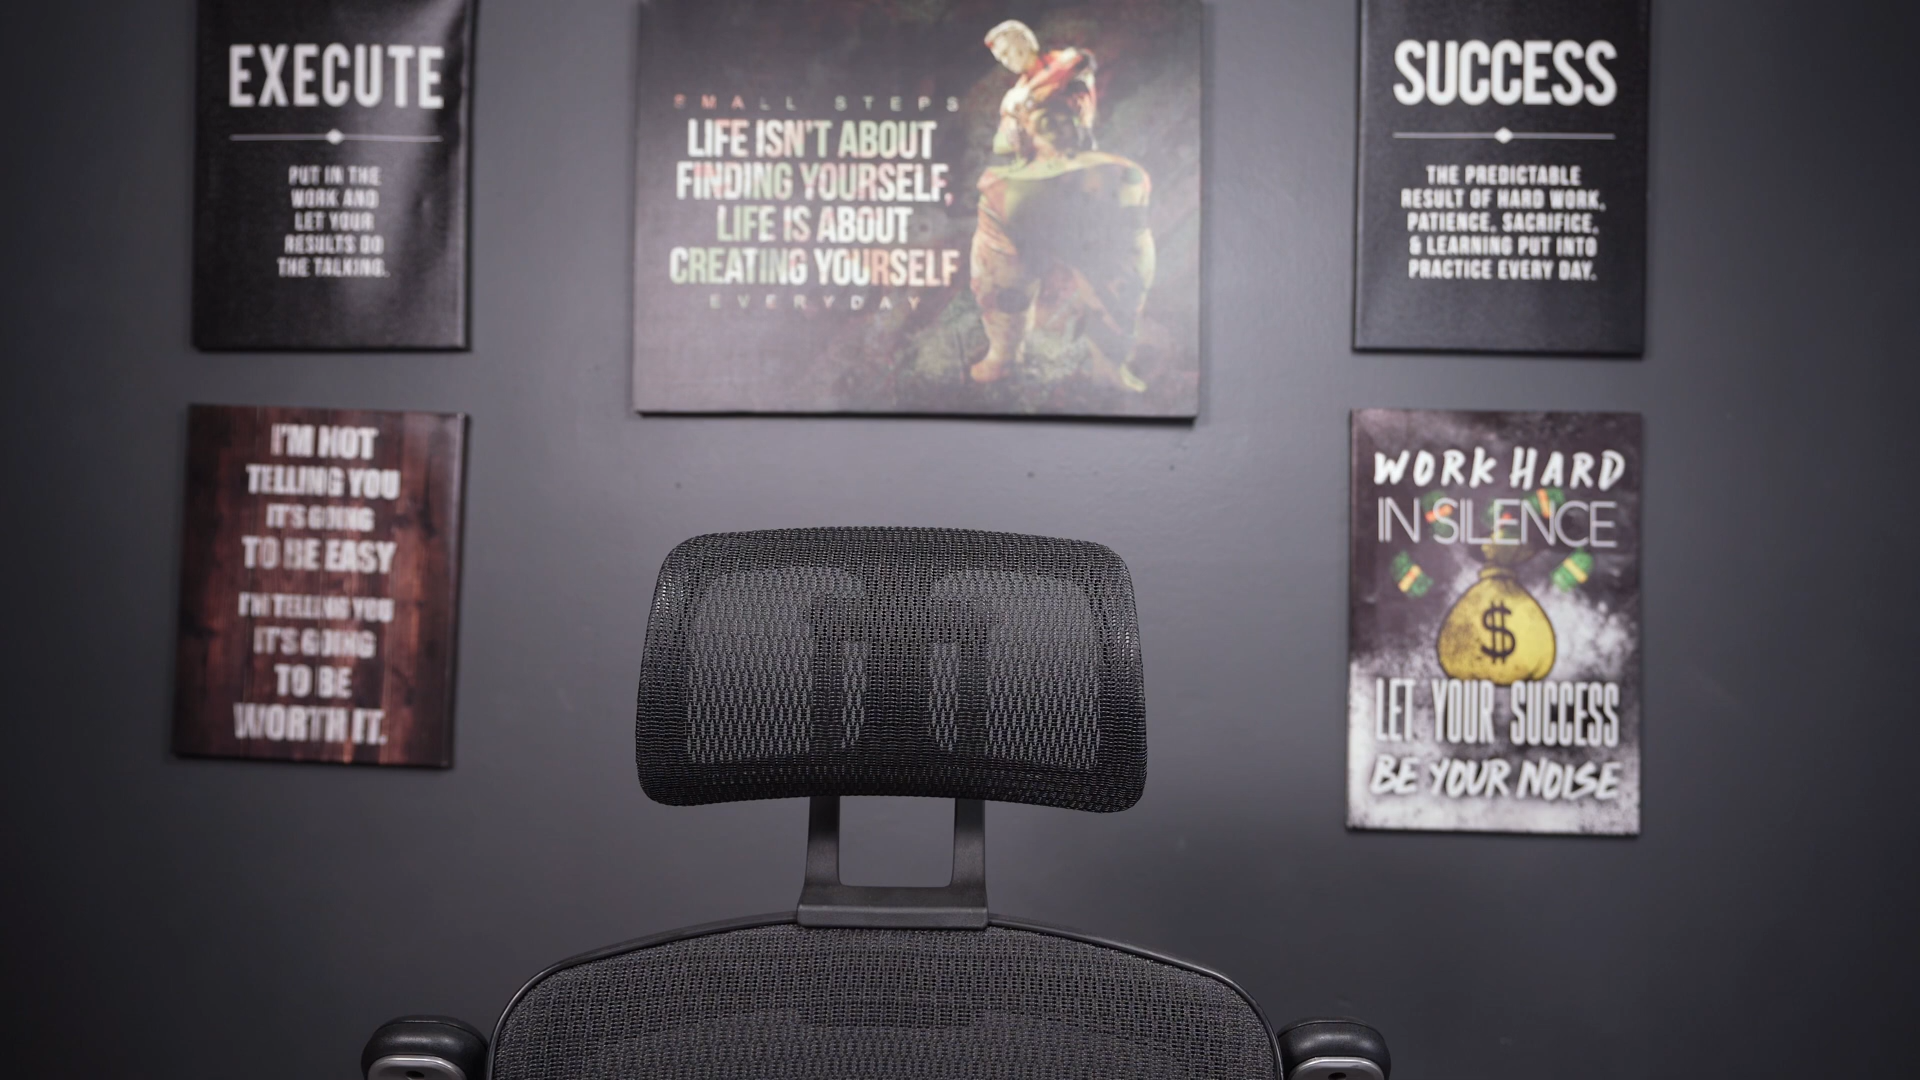 EXECUTE
PUT IN THE
WORK AND
LET YOUR
RESULTS DO
THE TALKING.
I'M NOT
TELLING YOU
IT'S GOING
TO BE EASY
I'M TELLING YOU
IT'S GOING
TO BE
WORTH IT.
SMALL STEPS
LIFE ISN'T ABOUT
FINDING YOURSELF,
LIFE IS ABOUT
CREATING YOURSELF
EVERYDAY
SUCCESS
THE PREDICTABLE
RESULT OF HARD WORK,
PATIENCE, SACRIFICE,
& LEARNING PUT INTO
PRACTICE EVERY DAY.
WORK HARD
IN SILENCE
$
LET YOUR SUCCESS
BE YOUR NOISE